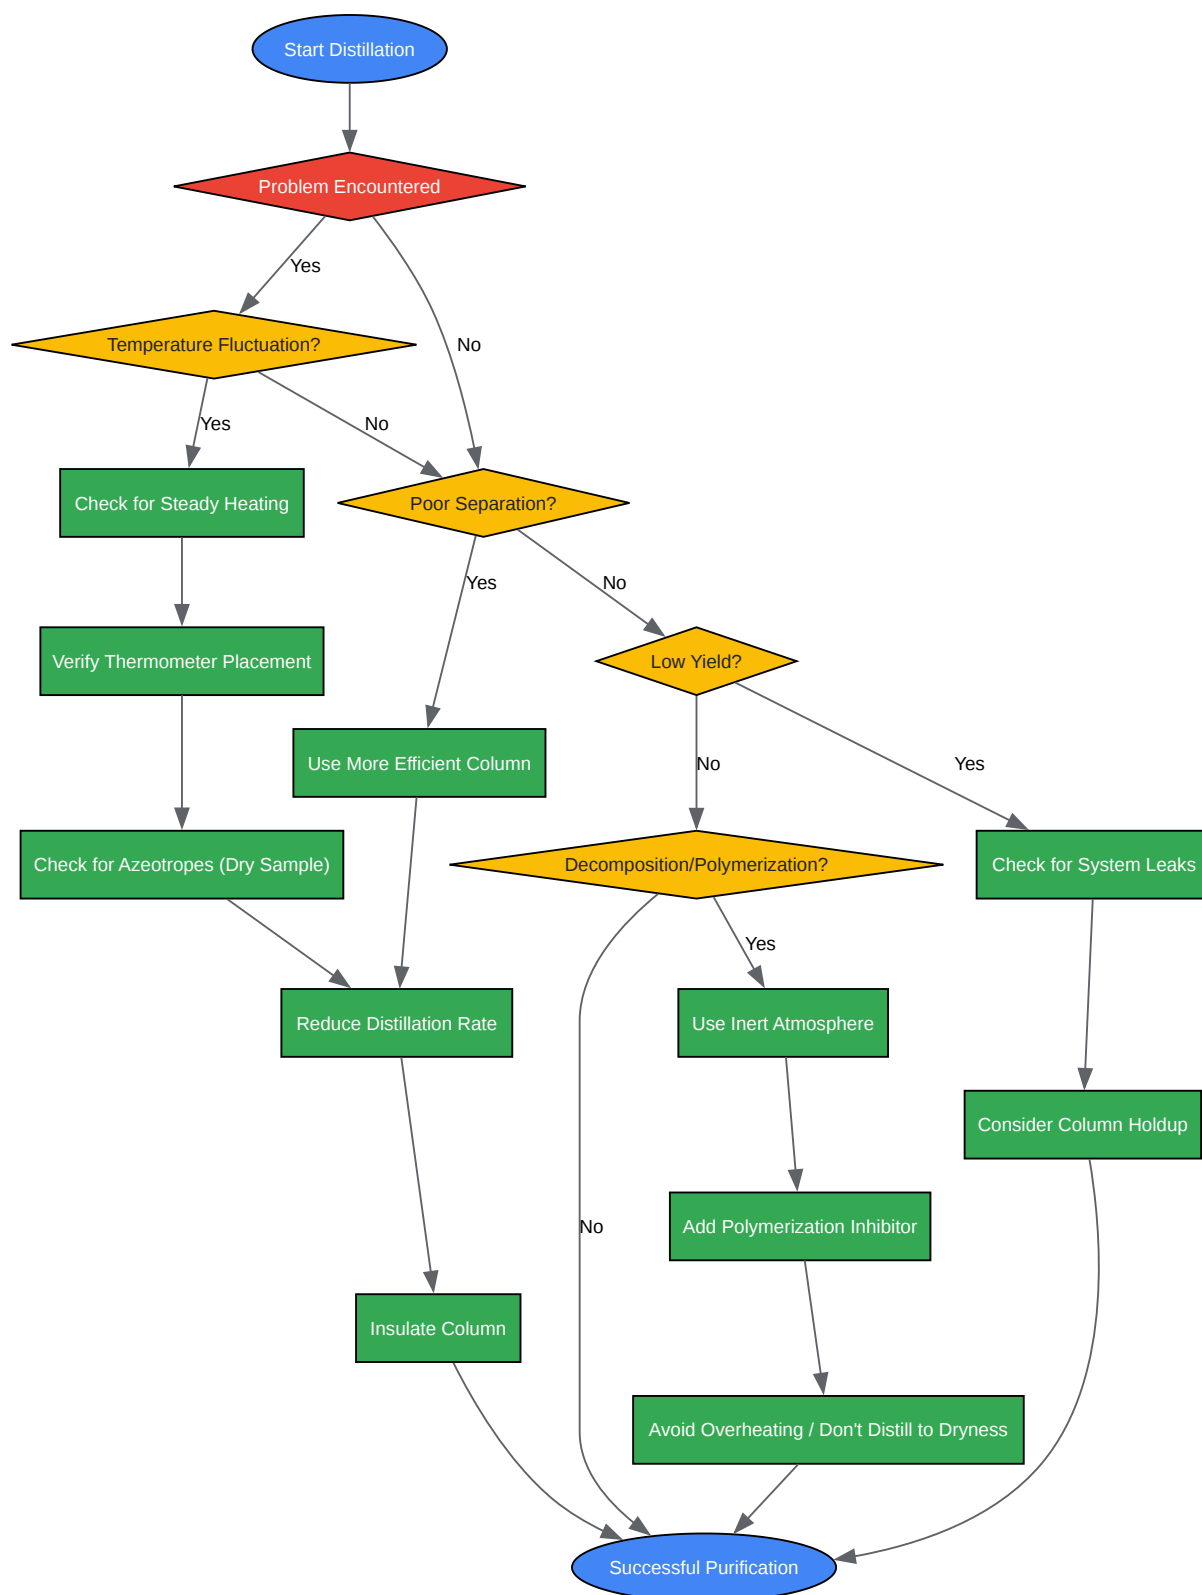 Start Distillation
Problem Encountered
Yes
Temperature Fluctuation?
No
Yes
No
Check for Steady Heating
Poor Separation?
Yes
No
Verify Thermometer Placement
Low Yield?
Use More Efficient Column
No
Yes
Check for Azeotropes (Dry Sample)
Decomposition/Polymerization?
Check for System Leaks
Yes
Reduce Distillation Rate
Use Inert Atmosphere
Consider Column Holdup
No
Add Polymerization Inhibitor
Insulate Column
Avoid Overheating / Don't Distill to Dryness
Successful Purification